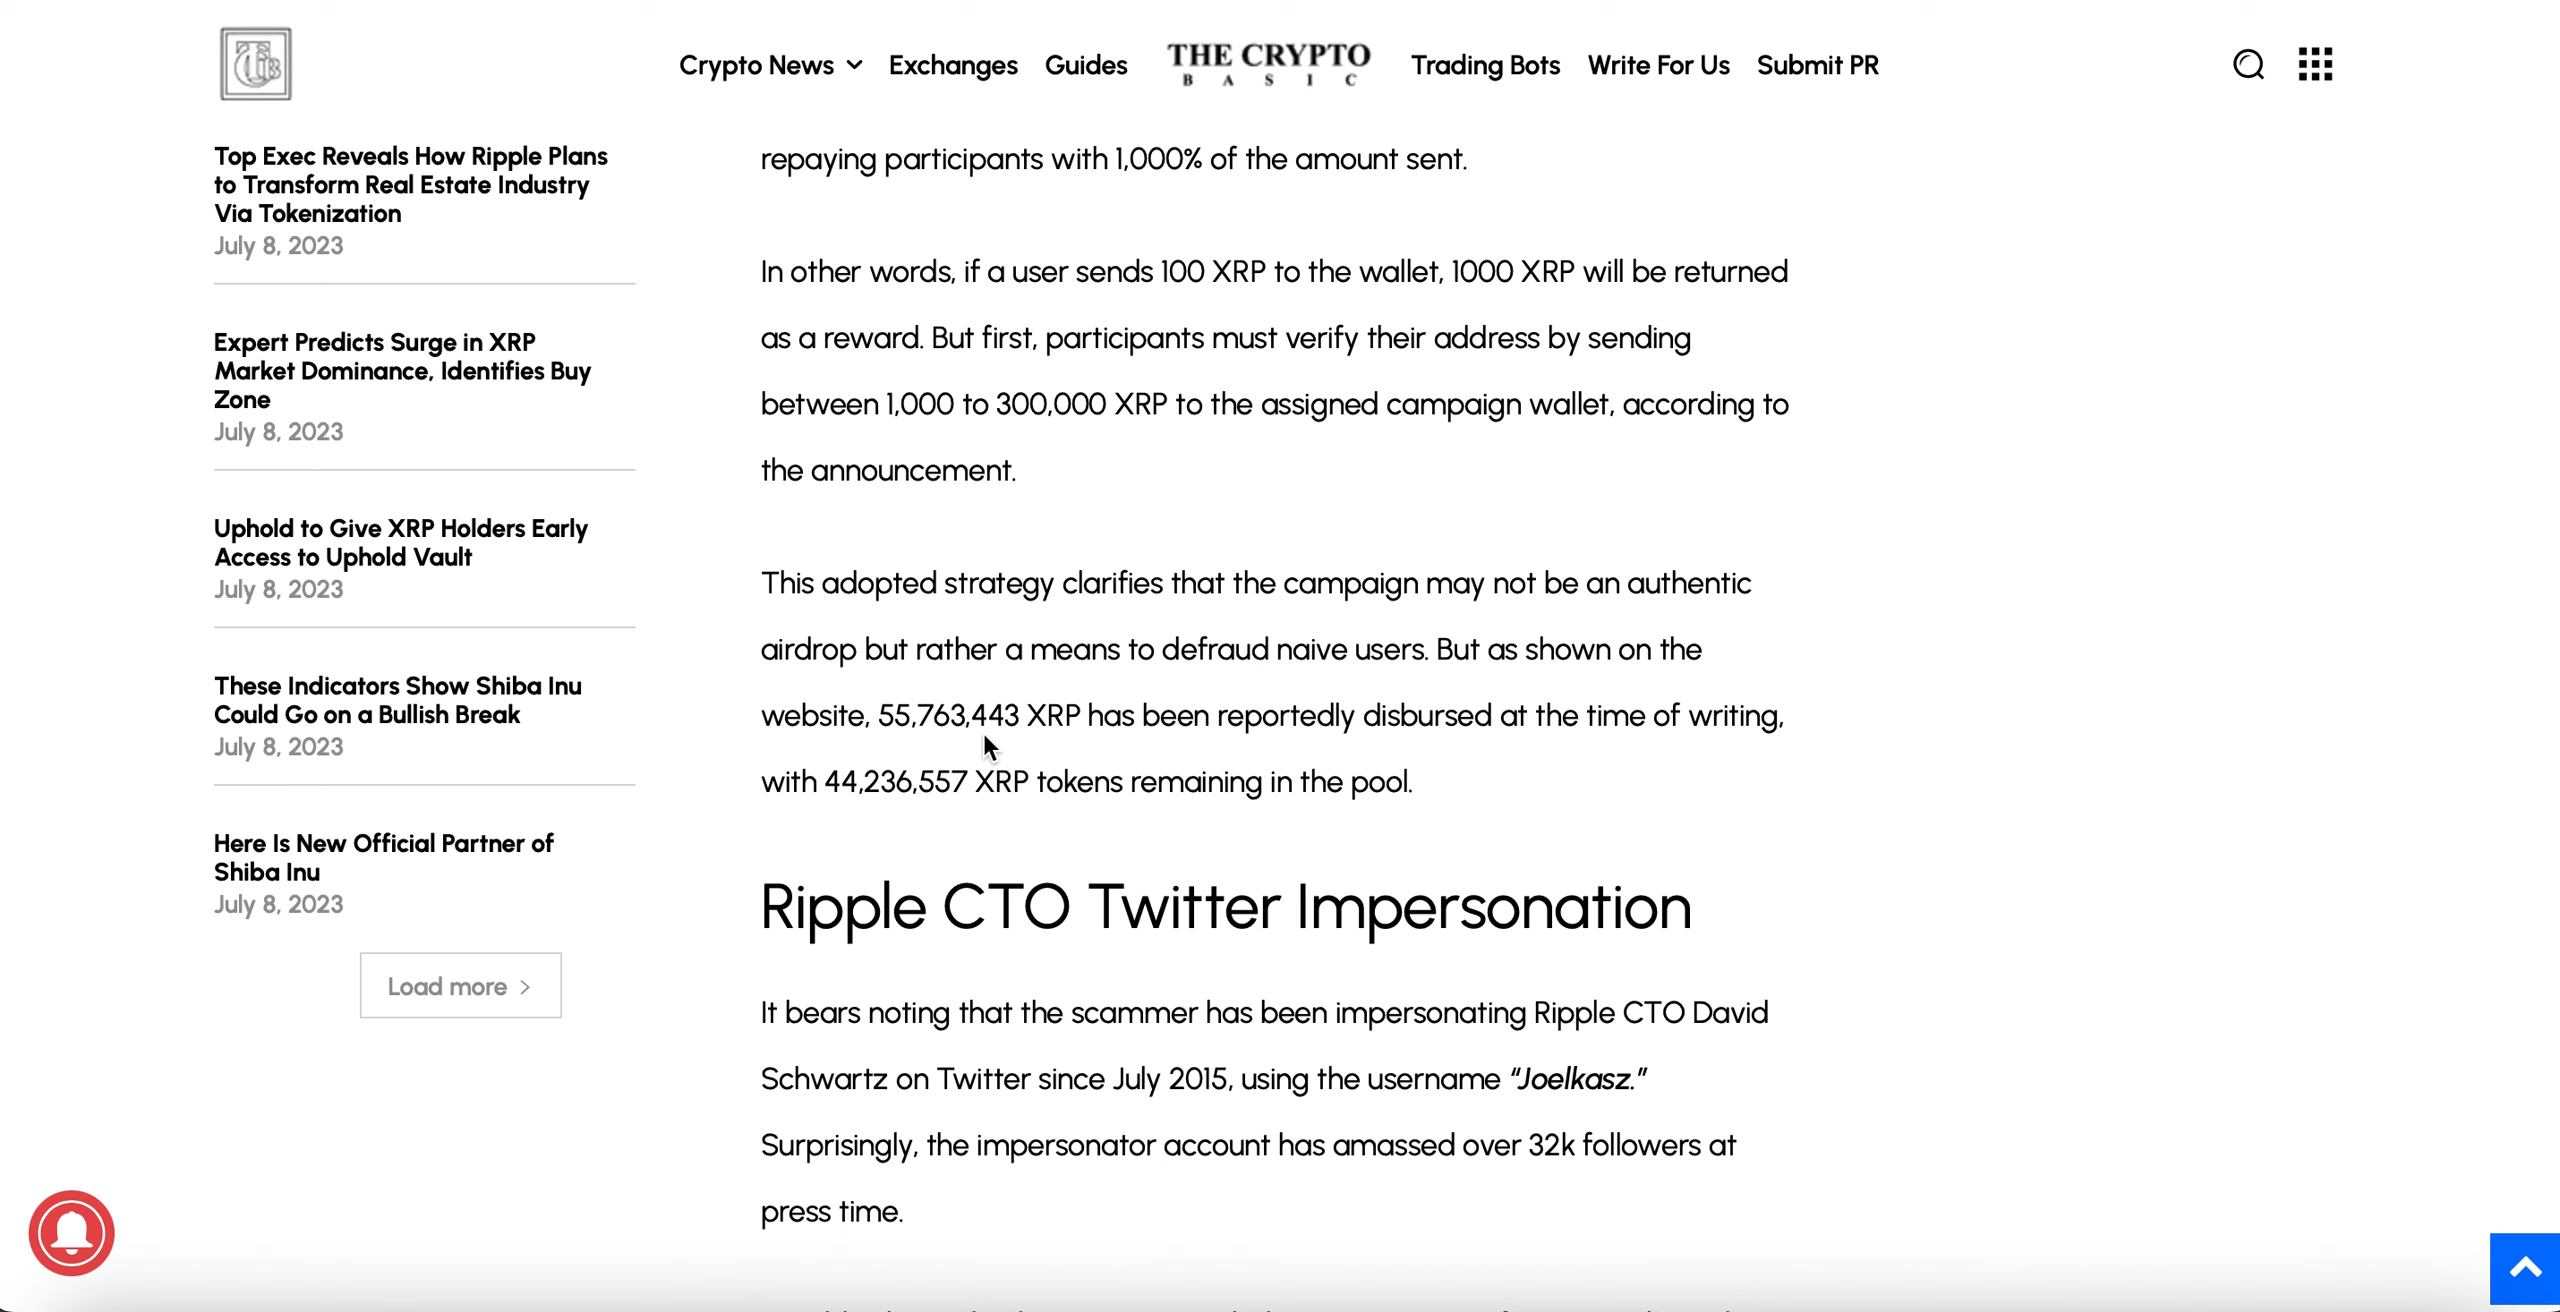 Crypto News
Exchanges
Guides
THE CRYPTO
BASIC
Trading Bots
Write For Us
Submit PR
Top Exec Reveals How Ripple Plans
to Transform Real Estate Industry
Via Tokenization
July 8, 2023
Expert Predicts Surge in XRP
Market Dominance, Identifies Buy
Zone
July 8, 2023
Uphold to Give XRP Holders Early
Access to Uphold Vault
July 8, 2023
These Indicators Show Shiba Inu
Could Go on a Bullish Break
July 8, 2023
Here Is New Official Partner of
Shiba Inu
July 8, 2023
Load more
repaying participants with 1,000% of the amount sent.
In other words, if a user sends 100 XRP to the wallet, 1000 XRP will be returned
as a reward. But first, participants must verify their address by sending
between 1,000 to 300,000 XRP to the assigned campaign wallet, according to
the announcement.
This adopted strategy clarifies that the campaign may not be an authentic
airdrop but rather a means to defraud naive users. But as shown on the
website, 55,763,443 XRP has been reportedly disbursed at the time of writing,
with 44,236,557 XRP tokens remaining in the pool.
Ripple CTO Twitter Impersonation
It bears noting that the scammer has been impersonating Ripple CTO David
Schwartz on Twitter since July 2015, using the username “Joelkasz.”
Surprisingly, the impersonator account has amassed over 32k followers at
press time.